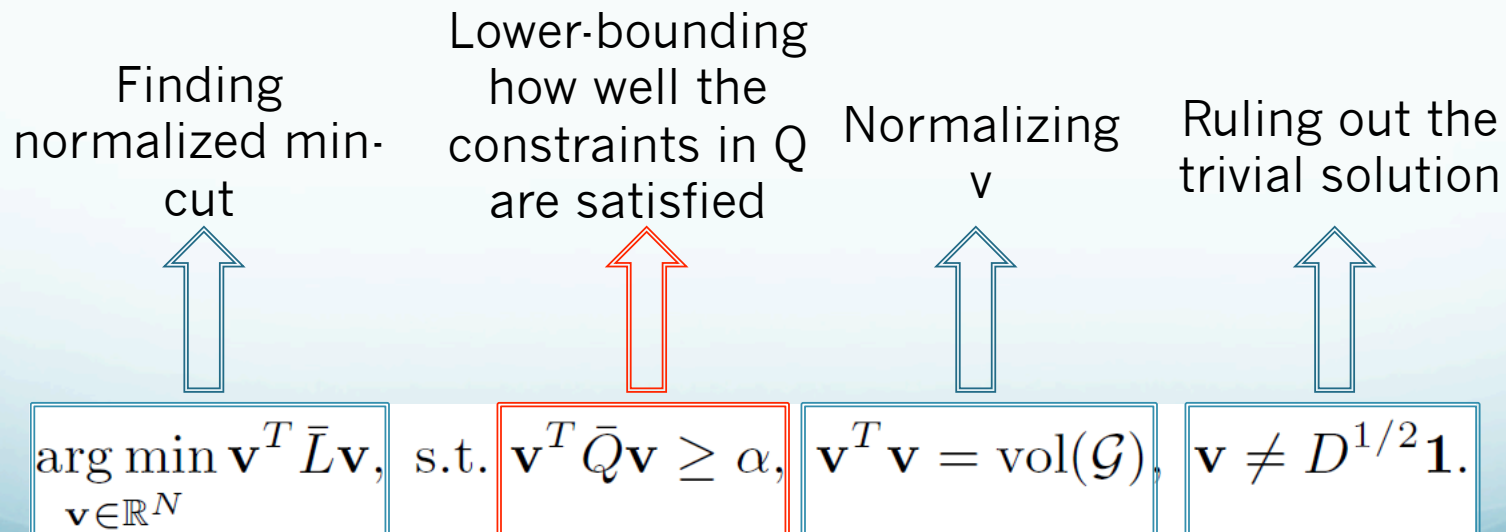 Finding
normalized min-
cut
Lower-bounding
how well the
constraints in Q
are satisfied
Normalizing
v
Ruling out the
trivial solution
arg min v^T L̄v, s.t. v^T Q̄v ≥ α, v^T v = vol(𝒢), v ≠ D^{1/2}1.
v∈ℝ^N